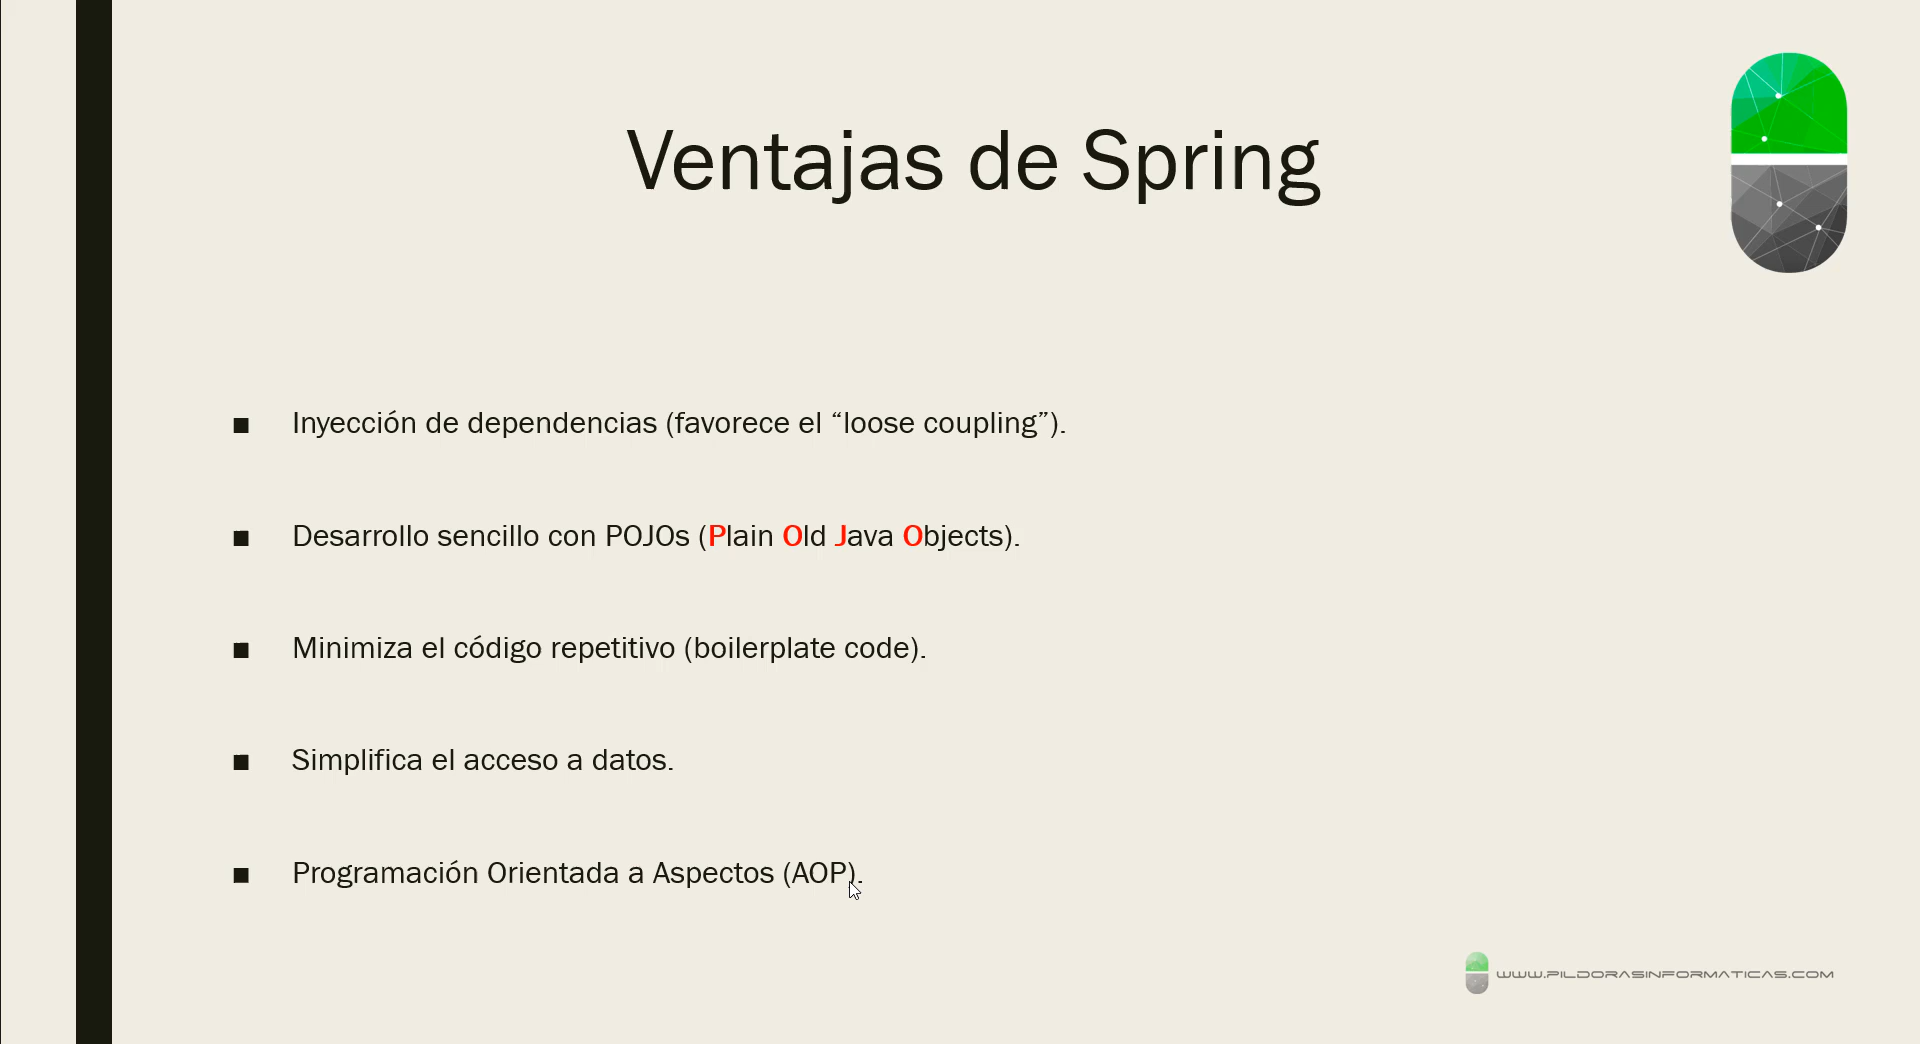 Ventajas de Spring
■ Inyección de dependencias (favorece el “loose coupling”).
■ Desarrollo sencillo con POJOs (Plain Old Java Objects).
■ Minimiza el código repetitivo (boilerplate code).
■ Simplifica el acceso a datos.
■ Programación Orientada a Aspectos (AOP).
WWW.PILDORASINFORMATICAS.COM